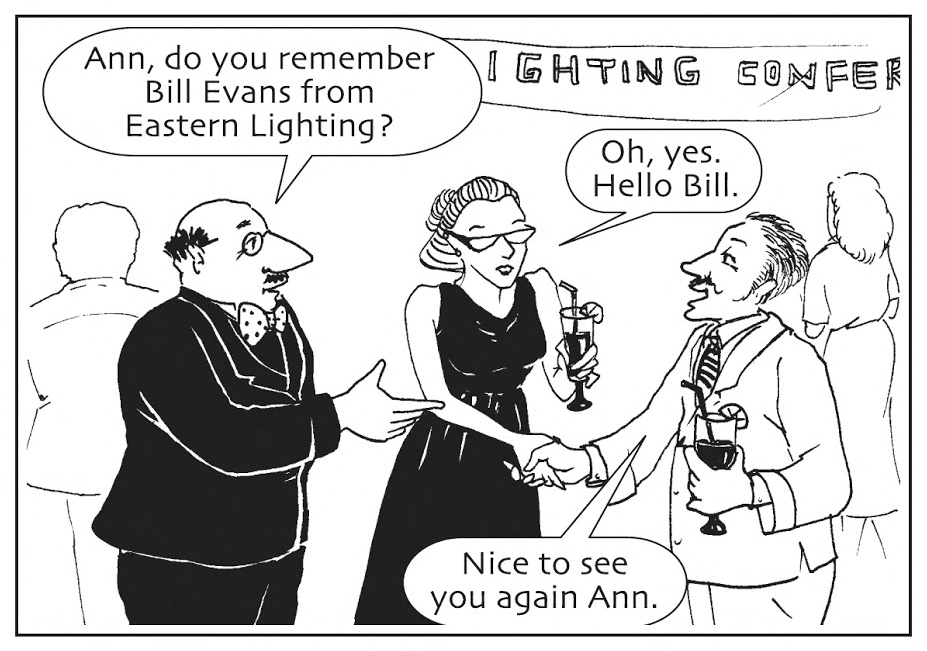 Ann, do you remember
Bill Evans from
Eastern Lighting?
IGHTING CONFER
Oh, yes.
Hello Bill.
Nice to see
you again Ann.